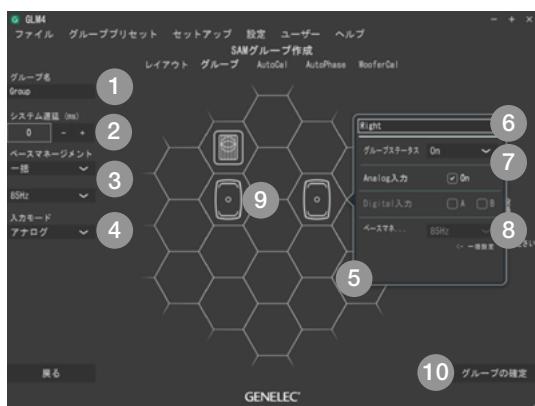 GLM4
ファイル グループプリセット セットアップ 設定 ユーザー ヘルプ
SAMグループ作成
レイアウト グループ AutoCal AutoPhase WooferCal
グループ名
Group
1
システム遅延 (ms)
0 - +
2
ベースマネージメント
一括
3
85Hz
入力モード
アナログ
4
9
Right
6
グループステータス On
7
Analog入力 On
Digital入力 A B
ベースマネ... 85Hz
8
<- 一括設定
ださい
5
戻る
10 グループの確定
GENELEC